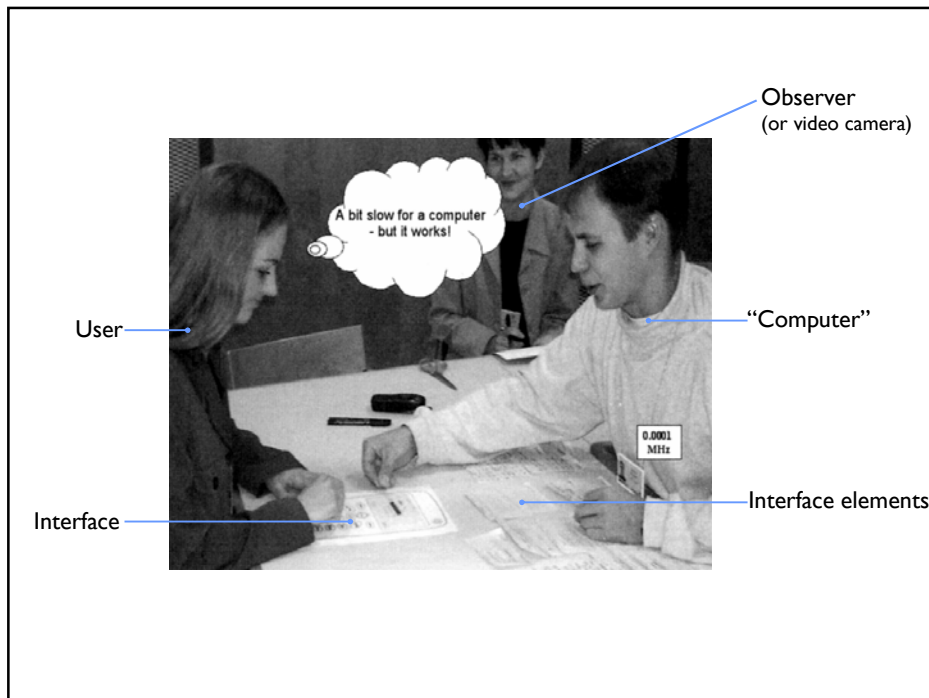 Observer
(or video camera)
A bit slow for a computer
- but it works!
User
“Computer”
0.0001
MHz
Interface elements
Interface